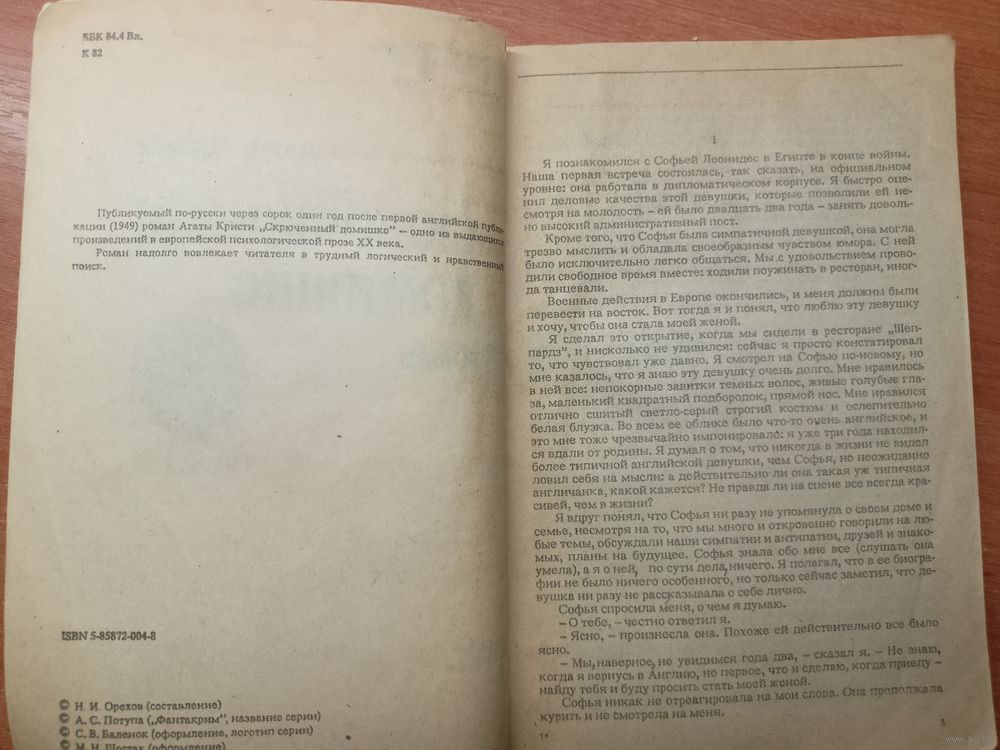 ББК 84.4 Вл.
К 82
Публикуемый по-русски через сорок один год после первой английской публи-
кации (1949) роман Агаты Кристи „Скрюченный домишко” – одно из выдающихся
произведений в европейской психологической прозе XX века.
Роман надолго вовлекает читателя в трудный логический и нравственный
поиск.
ISBN 5-85872-004-8
© Н. И. Орехов (составление)
© А. С. Потупа („Фантакрим”, название серии)
© С. В. Баленок (оформление, логотип серии)
© М. И. Шостак (оформление)
1
Я познакомился с Софьей Леонидес в Египте в конце войны.
Наша первая встреча состоялась, так сказать, на официальном
уровне: она работала в дипломатическом корпусе. Я быстро оце-
нил деловые качества этой девушки, которые позволили ей не-
смотря на молодость – ей было двадцать два года – занять доволь-
но высокий административный пост.
Кроме того, что Софья была симпатичной девушкой, она могла
трезво мыслить и обладала своеобразным чувством юмора. С ней
было исключительно легко общаться. Мы с удовольствием прово-
дили свободное время вместе: ходили поужинать в ресторан, иног-
да танцевали.
Военные действия в Европе окончились, и меня должны были
перевести на восток. Вот тогда я и понял, что люблю эту девушку
и хочу, чтобы она стала моей женой.
Я сделал это открытие, когда мы сидели в ресторане „Шеп-
пардз”, и нисколько не удивился: сейчас я просто констатировал
то, что чувствовал уже давно. Я смотрел на Софью по-новому, но
мне казалось, что я знаю эту девушку очень долго. Мне нравилось
в ней все: непокорные завитки темных волос, живые голубые гла-
за, маленький квадратный подбородок, прямой нос. Мне нравился
отлично сшитый светло-серый строгий костюм и ослепительно
белая блузка. Во всем ее облике было что-то очень английское, и
это мне тоже чрезвычайно импонировало: я уже три года находил-
ся вдали от родины. Я думал о том, что никогда в жизни не видел
более типичной английской девушки, чем Софья, но неожиданно
ловил себя на мысли: а действительно ли она такая уж типичная
англичанка, какой кажется? Не правда ли на сцене все всегда кра-
сивей, чем в жизни?
Я вдруг понял, что Софья ни разу не упомянула о своем доме и
семье, несмотря на то, что мы много и откровенно говорили на лю-
бые темы, обсуждали наши симпатии и антипатии, друзей и знако-
мых, планы на будущее. Софья знала обо мне все (слушать она
умела), а я о ней, по сути дела, ничего. Я полагал, что в ее биогра-
фии не было ничего особенного, но только сейчас заметил, что де-
вушка ни разу не рассказывала о себе лично.
Софья спросила меня, о чем я думаю.
– О тебе, – честно ответил я.
– Ясно, – произнесла она. Похоже ей действительно все было
ясно.
– Мы, наверное, не увидимся года два, – сказал я. – Не знаю,
когда я вернусь в Англию, но первое, что я сделаю, когда приеду –
найду тебя и буду просить стать моей женой.
Софья никак не отреагировала на мои слова. Она продолжала
курить и не смотрела на меня.
1*
3
www.ay.by